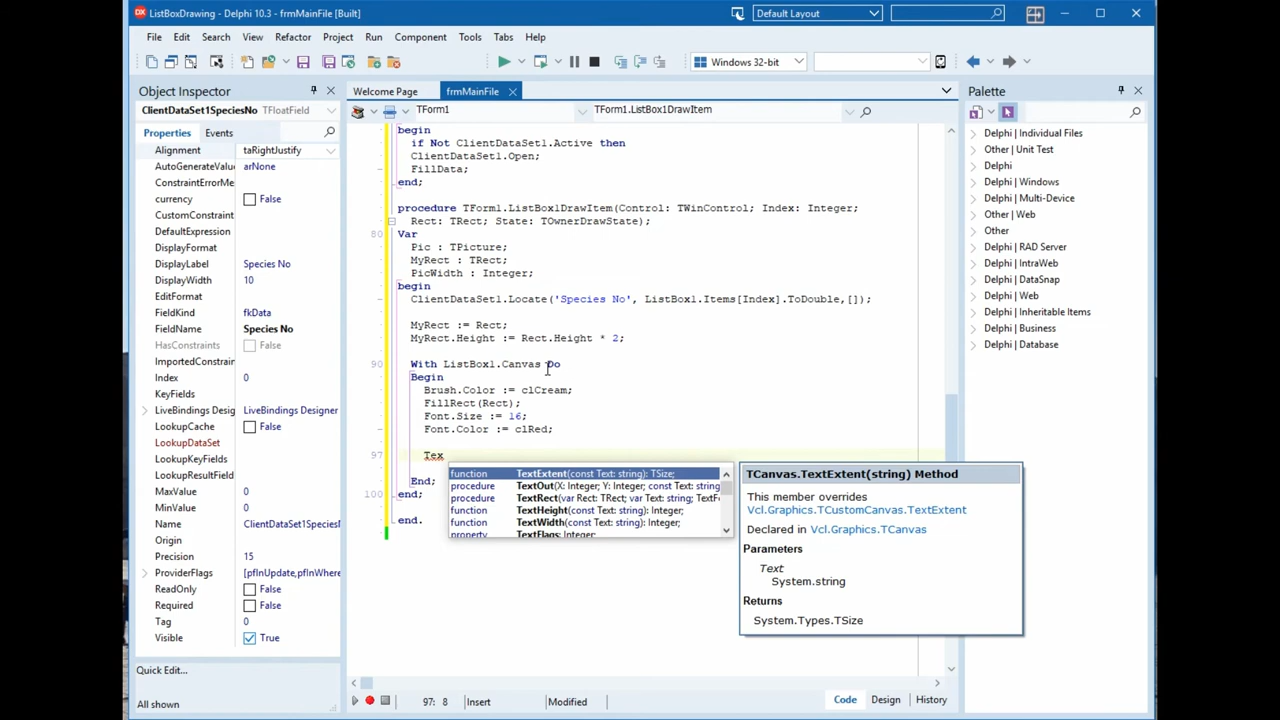 ListBoxDrawing - Delphi 10.3 - frmMainFile [Built]
Default Layout
File Edit Search View Refactor Project Run Component Tools Tabs Help
Windows 32-bit
Object Inspector
ClientDataSet1SpeciesNo TFloatField
Properties Events
Alignment taRightJustify
AutoGenerateValu arNone
ConstraintErrorMe
currency False
CustomConstraint
DefaultExpression
DisplayFormat
DisplayLabel Species No
DisplayWidth 10
EditFormat
FieldKind fkData
FieldName Species No
HasConstraints False
ImportedConstrain
Index 0
KeyFields
LiveBindings Designer LiveBindings Designer
LookupCache False
LookupDataSet
LookupKeyFields
LookupResultField
MaxValue 0
MinValue 0
Name ClientDataSet1SpeciesN
Origin
Precision 15
ProviderFlags [pfInUpdate,pfInWhere
ReadOnly False
Required False
Tag 0
Visible True
Quick Edit...
All shown
Welcome Page frmMainFile
TForm1 TForm1.ListBox1DrawItem
begin
if Not ClientDataSet1.Active then
ClientDataSet1.Open;
FillData;
end;
procedure TForm1.ListBox1DrawItem(Control: TWinControl; Index: Integer;
Rect: TRect; State: TOwnerDrawState);
80 Var
Pic : TPicture;
MyRect : TRect;
PicWidth : Integer;
begin
ClientDataSet1.Locate('Species No', ListBox1.Items[Index].ToDouble,[]);
MyRect := Rect;
MyRect.Height := Rect.Height * 2;
90 With ListBox1.Canvas Do
Begin
Brush.Color := clCream;
FillRect(Rect);
Font.Size := 16;
Font.Color := clRed;
97 Tex
End;
100 end;
end.
function TextExtent(const Text: string): TSize;
procedure TextOut(X: Integer; Y: Integer; const Text: string
procedure TextRect(var Rect: TRect; var Text: string; TextFo
function TextHeight(const Text: string): Integer;
function TextWidth(const Text: string): Integer;
property TextFlags: Integer;
TCanvas.TextExtent(string) Method
This member overrides
Vcl.Graphics.TCustomCanvas.TextExtent
Declared in Vcl.Graphics.TCanvas
Parameters
Text
System.string
Returns
System.Types.TSize
97: 8 Insert Modified
Code Design History
Palette
Delphi | Individual Files
Other | Unit Test
Delphi
Delphi | Windows
Delphi | Multi-Device
Other | Web
Other
Delphi | RAD Server
Delphi | IntraWeb
Delphi | DataSnap
Delphi | Web
Delphi | Inheritable Items
Delphi | Business
Delphi | Database